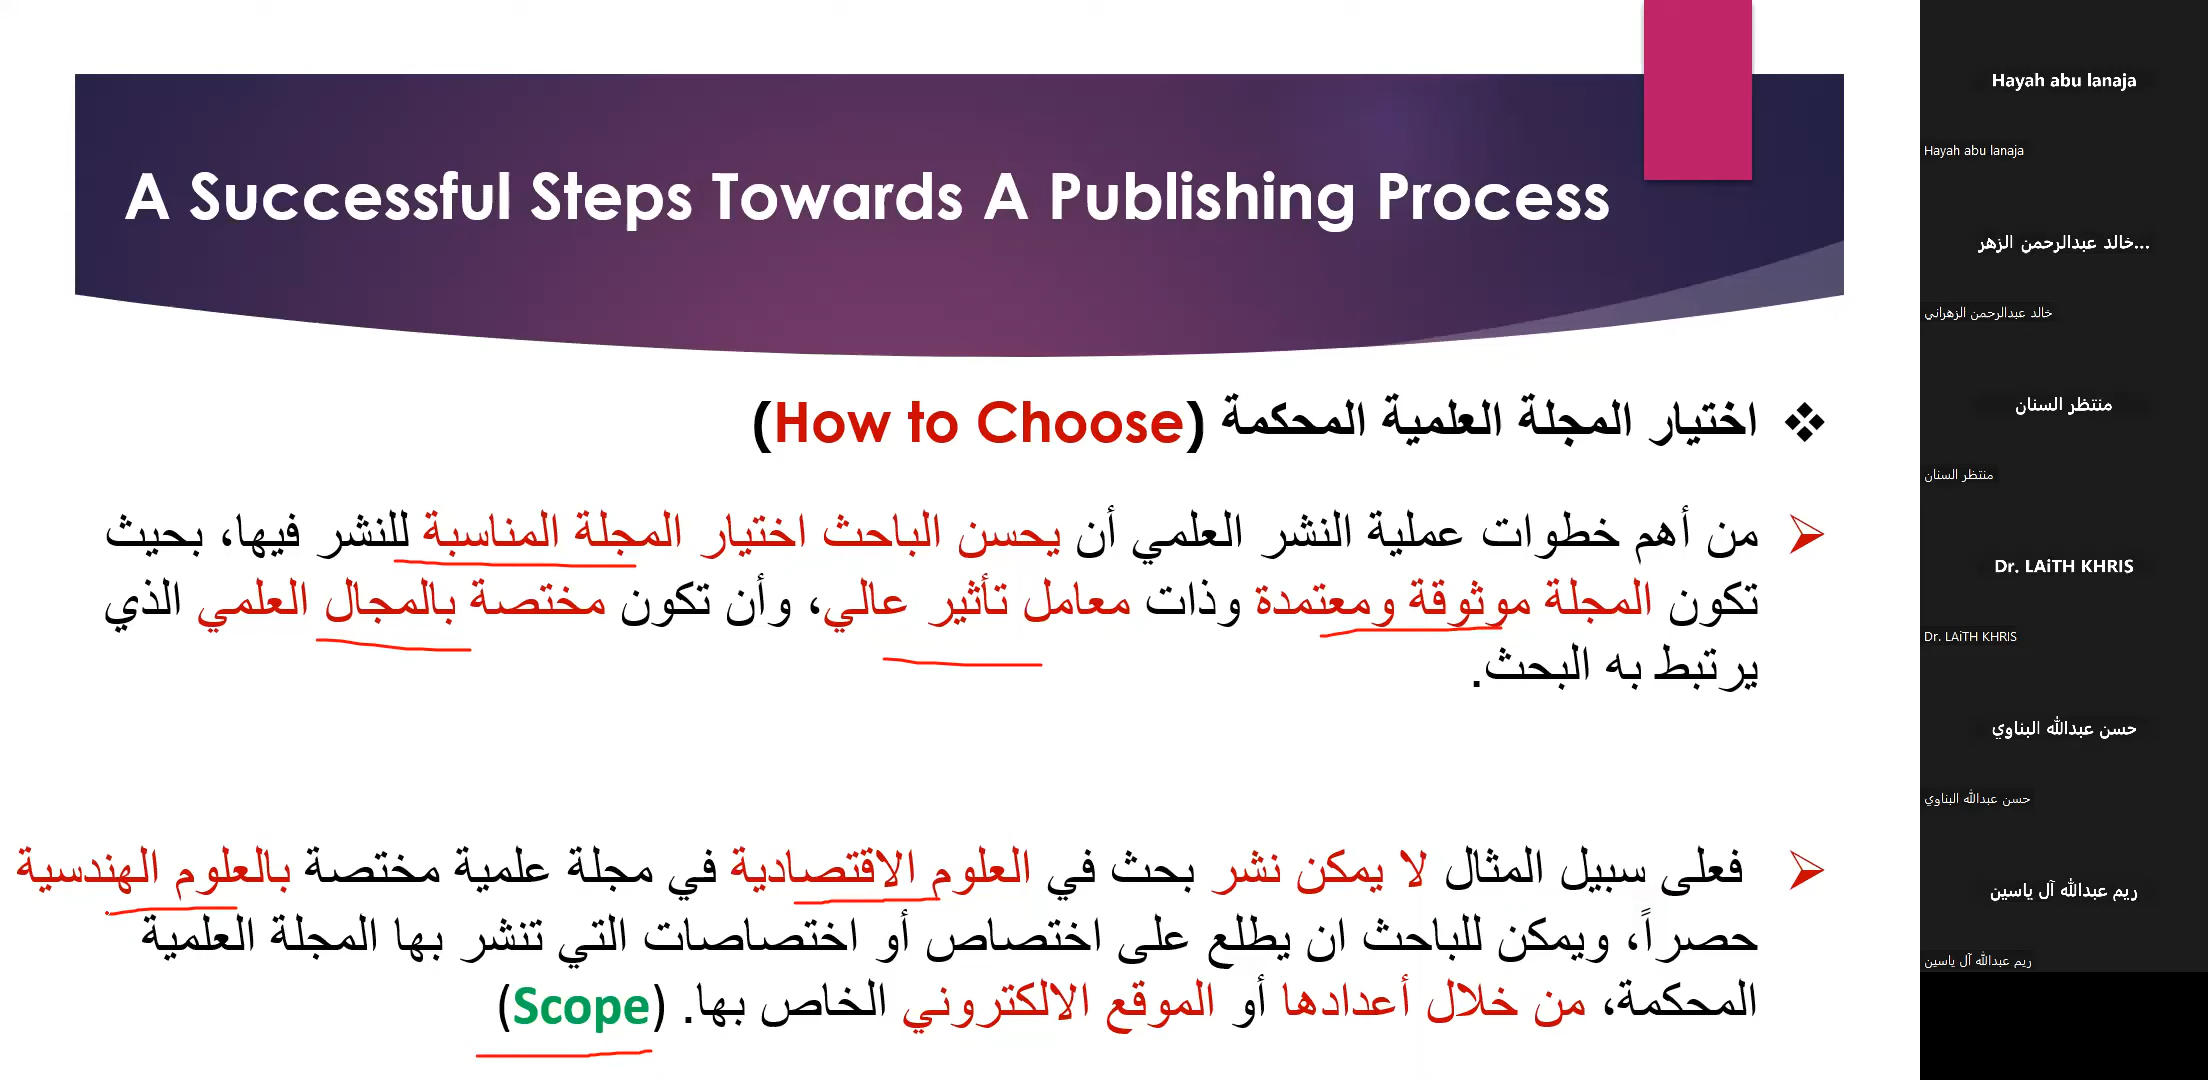 A Successful Steps Towards A Publishing Process
❖ اختيار المجلة العلمية المحكمة (How to Choose)
من أهم خطوات عملية النشر العلمي أن يحسن الباحث اختيار المجلة المناسبة للنشر فيها، بحيث
تكون المجلة موثوقة ومعتمدة وذات معامل تأثير عالي، وأن تكون مختصة بالمجال العلمي الذي
يرتبط به البحث.
فعلى سبيل المثال لا يمكن نشر بحث في العلوم الاقتصادية في مجلة علمية مختصة بالعلوم الهندسية
حصراً، ويمكن للباحث ان يطلع على اختصاص أو اختصاصات التي تنشر بها المجلة العلمية
المحكمة، من خلال أعدادها أو الموقع الالكتروني الخاص بها. (Scope)
Hayah abu lanaja
Hayah abu lanaja
خالد عبدالرحمن الزهر...
خالد عبدالرحمن الزهراني
منتظر السنان
منتظر السنان
Dr. LAiTH KHRIS
Dr. LAiTH KHRIS
حسن عبدالله البناوي
حسن عبدالله البناوي
ريم عبدالله آل ياسين
ريم عبدالله آل ياسين